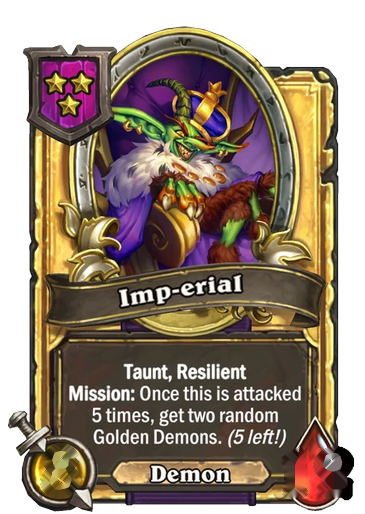 Imp-erial
Taunt, Resilient
Mission: Once this is attacked
5 times, get two random
Golden Demons. (5 left!)
Demon